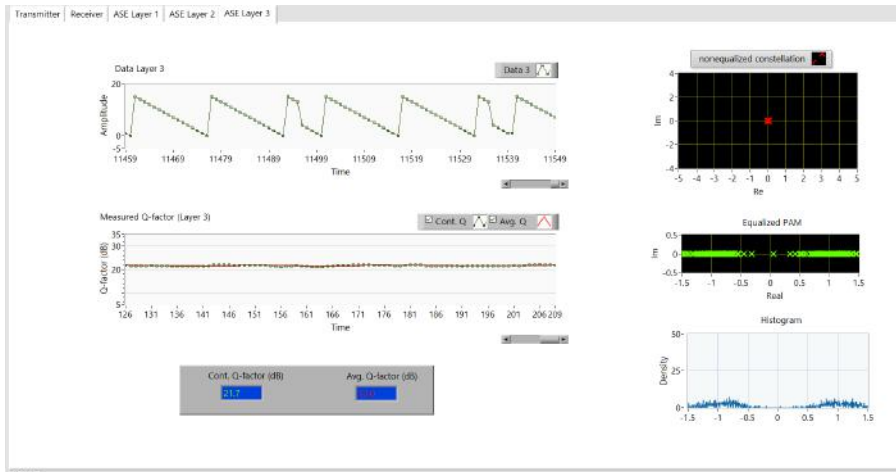 Transmitter Receiver ASE Layer 1 ASE Layer 2 ASE Layer 3
Data Layer 3
Data 3
Amplitude
20
0
-5
11459 11469 11479 11489 11499 11509 11519 11529 11539 11549
Time
Measured Q-factor (Layer 3)
Cont. Q Avg. Q
Q-factor (dB)
35
30
20
5
126 131 136 141 146 151 156 161 166 171 176 181 186 191 196 201 206 209
Time
Cont. Q-factor (dB) Avg. Q-factor (dB)
21.7
nonequalized constellation
Im
4
2
0
-2
-4
-5 -4 -3 -2 -1 0 1 2 3 4 5
Re
Equalized PAM
Im
0.5
0.0
-0.5
-1.5 -1 -0.5 0 0.5 1 1.5
Real
Histogram
Density
50
25
0
-1.5 -1 -0.5 0 0.5 1 1.5